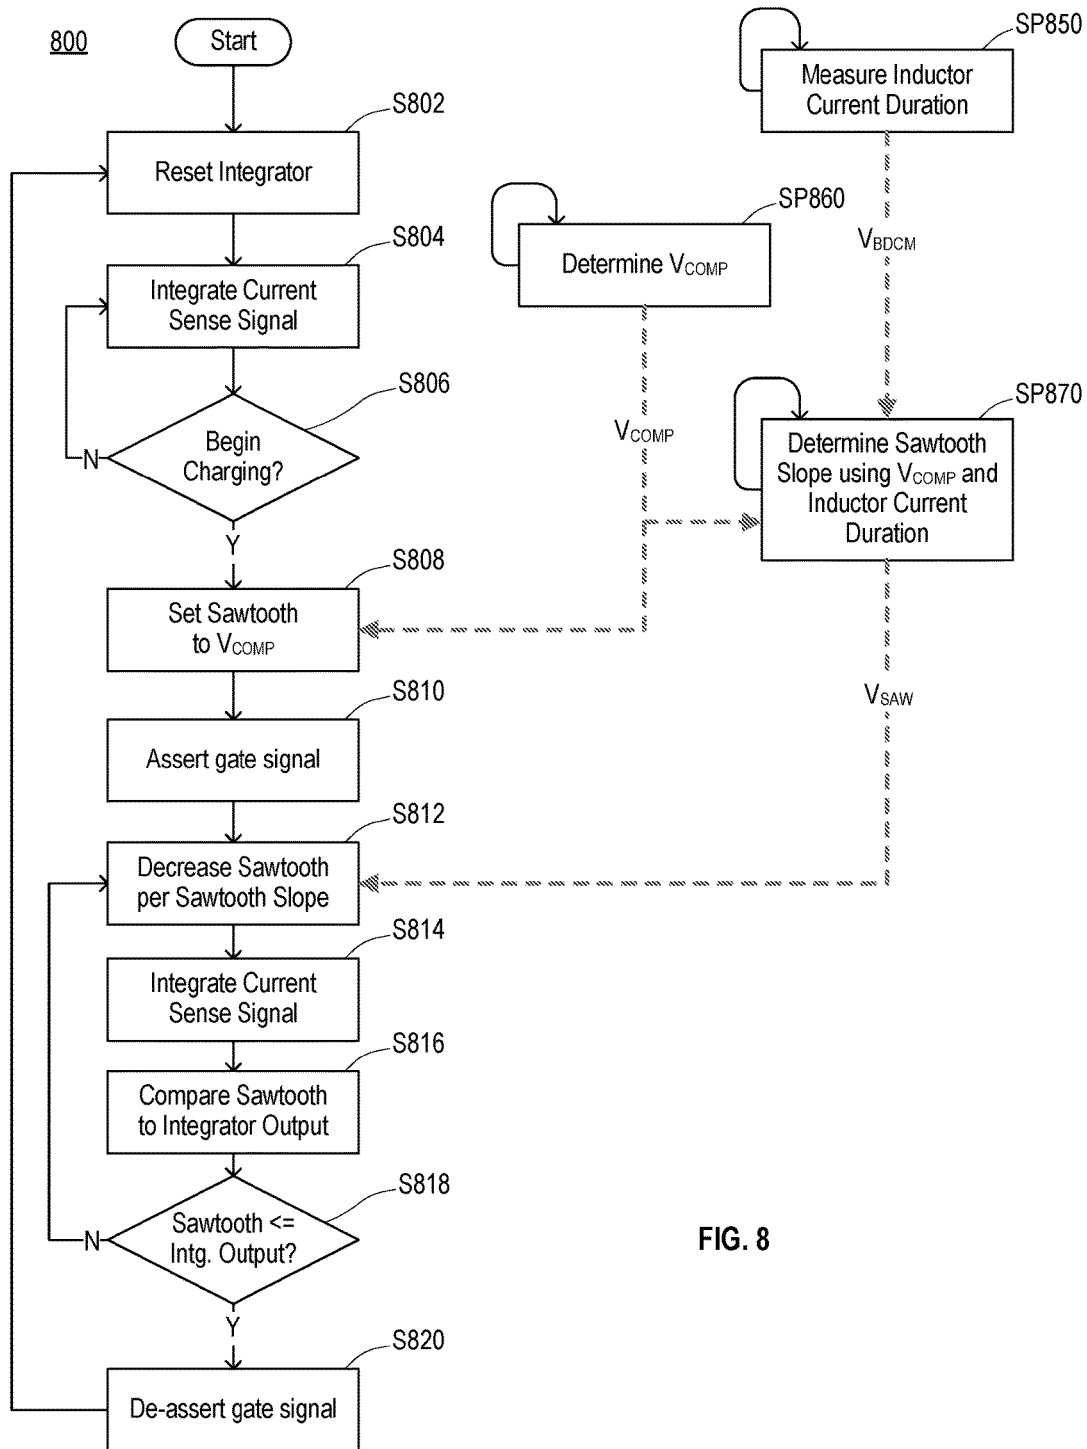 800
Start
S802
Reset Integrator
S804
Integrate Current
Sense Signal
S806
Begin
Charging?
N
Y
S808
Set Sawtooth
to VCOMP
S810
Assert gate signal
S812
Decrease Sawtooth
per Sawtooth Slope
S814
Integrate Current
Sense Signal
S816
Compare Sawtooth
to Integrator Output
S818
Sawtooth <=
Intg. Output?
N
Y
S820
De-assert gate signal
SP850
Measure Inductor
Current Duration
VBDCM
SP860
Determine VCOMP
VCOMP
SP870
Determine Sawtooth
Slope using VCOMP and
Inductor Current
Duration
VSAW
FIG. 8